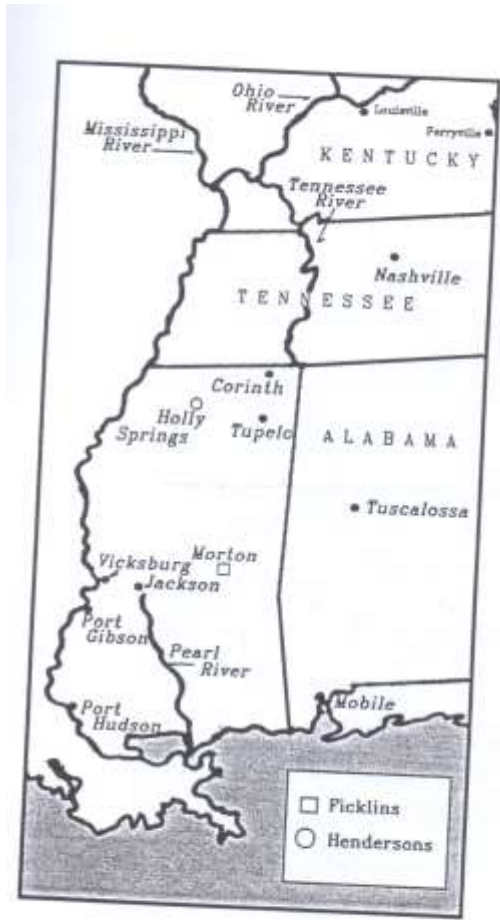 Ohio
River
Louisville
Mississippi
River
Perryville
KENTUCKY
Tennessee
River
Nashville
TENNESSEE
Corinth
Holly
Springs
Tupelo
ALABAMA
Tuscalossa
Morton
Vicksburg
Jackson
Port
Gibson
Pearl
River
Port
Hudson
Mobile
Ficklins
Hendersons